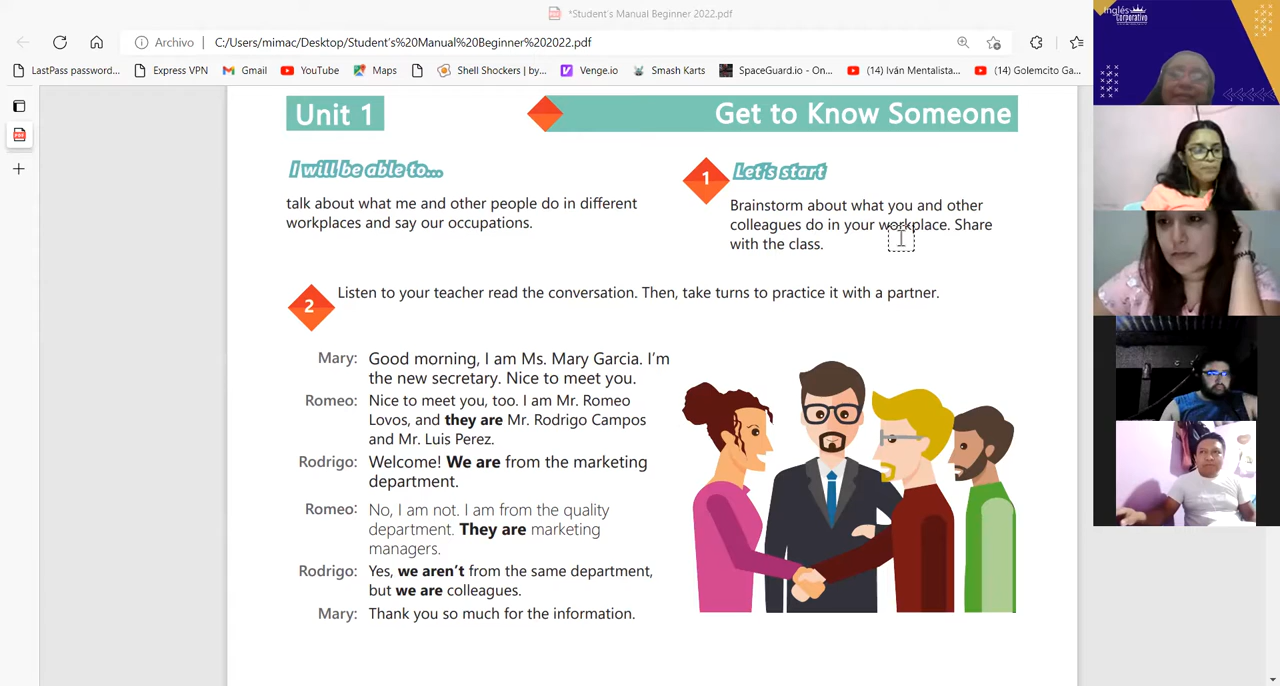 *Student's Manual Beginner 2022.pdf
Archivo
C:/Users/mimac/Desktop/Student's%20Manual%20Beginner%202022.pdf
LastPass password...
Express VPN
Gmail
YouTube
Maps
Shell Shockers | by...
Venge.io
Smash Karts
SpaceGuard.io - On...
(14) Iván Mentalista...
(14) Golemcito Ga...
Inglés
Corporativo
Unit 1
Get to Know Someone
I will be able to...
talk about what me and other people do in different
workplaces and say our occupations.
1
Let's start
Brainstorm about what you and other
colleagues do in your workplace. Share
with the class.
2
Listen to your teacher read the conversation. Then, take turns to practice it with a partner.
Mary: Good morning, I am Ms. Mary Garcia. I'm
the new secretary. Nice to meet you.
Romeo: Nice to meet you, too. I am Mr. Romeo
Lovos, and they are Mr. Rodrigo Campos
and Mr. Luis Perez.
Rodrigo: Welcome! We are from the marketing
department.
Romeo: No, I am not. I am from the quality
department. They are marketing
managers.
Rodrigo: Yes, we aren't from the same department,
but we are colleagues.
Mary: Thank you so much for the information.